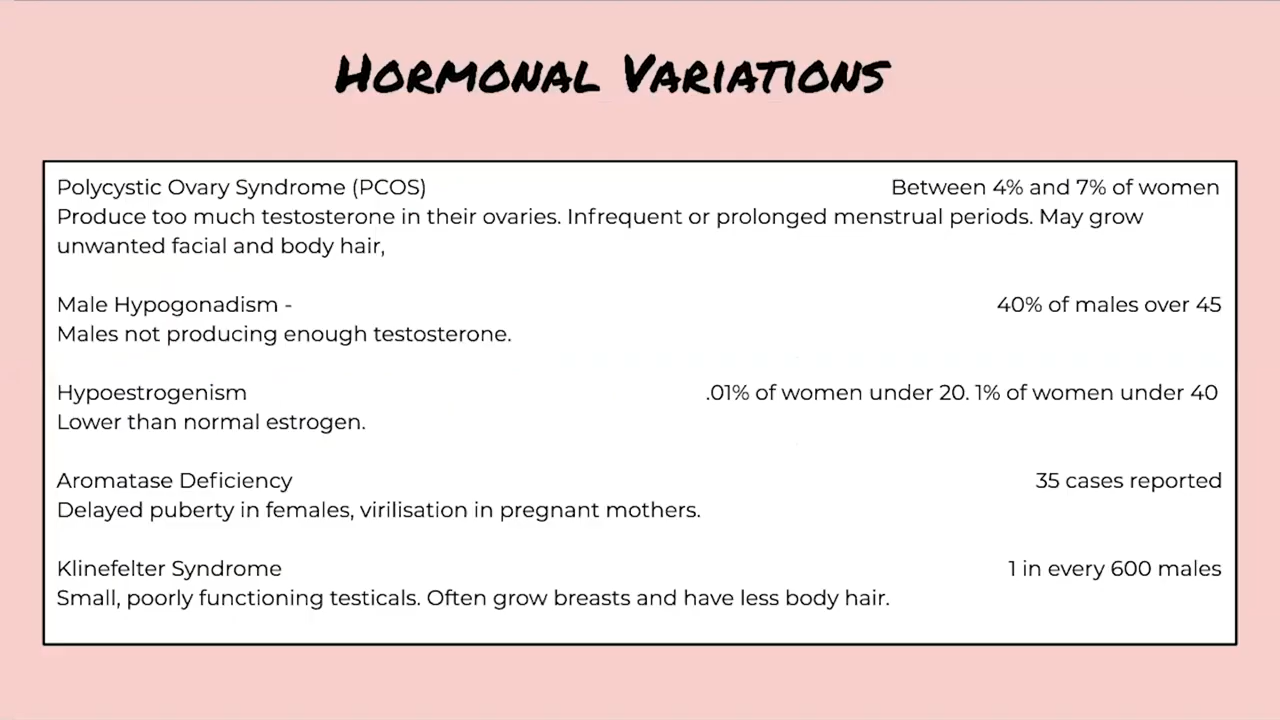 Hormonal Variations
Polycystic Ovary Syndrome (PCOS) Between 4% and 7% of women
Produce too much testosterone in their ovaries. Infrequent or prolonged menstrual periods. May grow
unwanted facial and body hair,
Male Hypogonadism - 40% of males over 45
Males not producing enough testosterone.
Hypoestrogenism .01% of women under 20. 1% of women under 40
Lower than normal estrogen.
Aromatase Deficiency 35 cases reported
Delayed puberty in females, virilisation in pregnant mothers.
Klinefelter Syndrome 1 in every 600 males
Small, poorly functioning testicals. Often grow breasts and have less body hair.